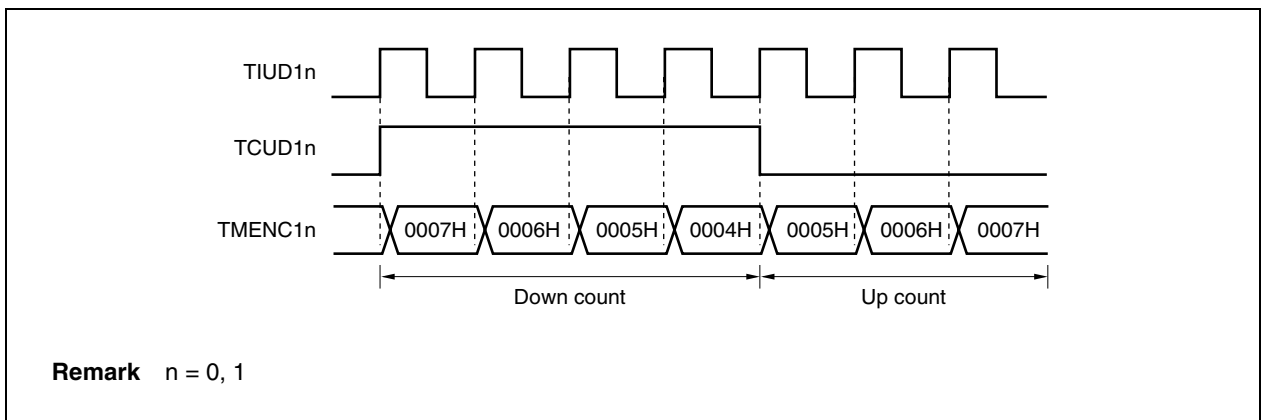 TIUD1n
TCUD1n
TMENC1n
0007H 0006H 0005H 0004H 0005H 0006H 0007H
Down count Up count
Remark n = 0, 1